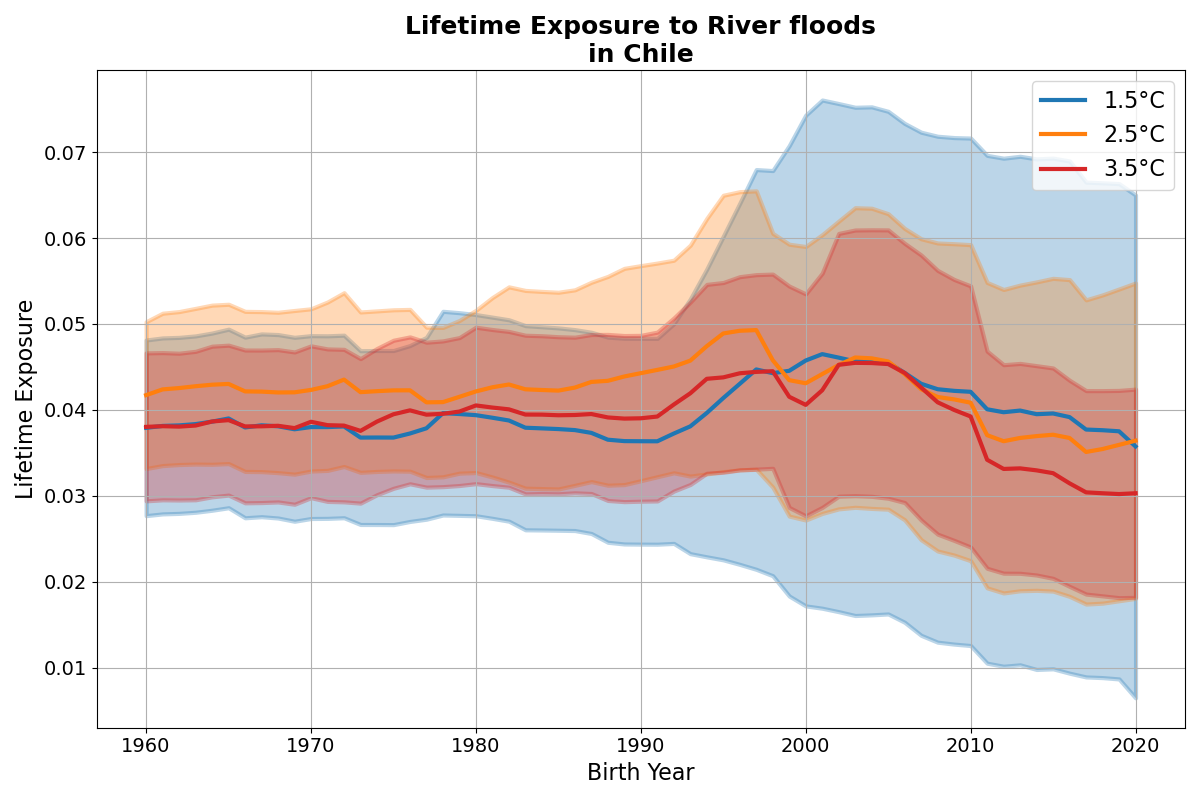 Lifetime Exposure to River floods
in Chile
1.5°C
2.5°C
3.5°C
Lifetime Exposure
0.07
0.06
0.05
0.04
0.03
0.02
0.01
1960 1970 1980 1990 2000 2010 2020
Birth Year